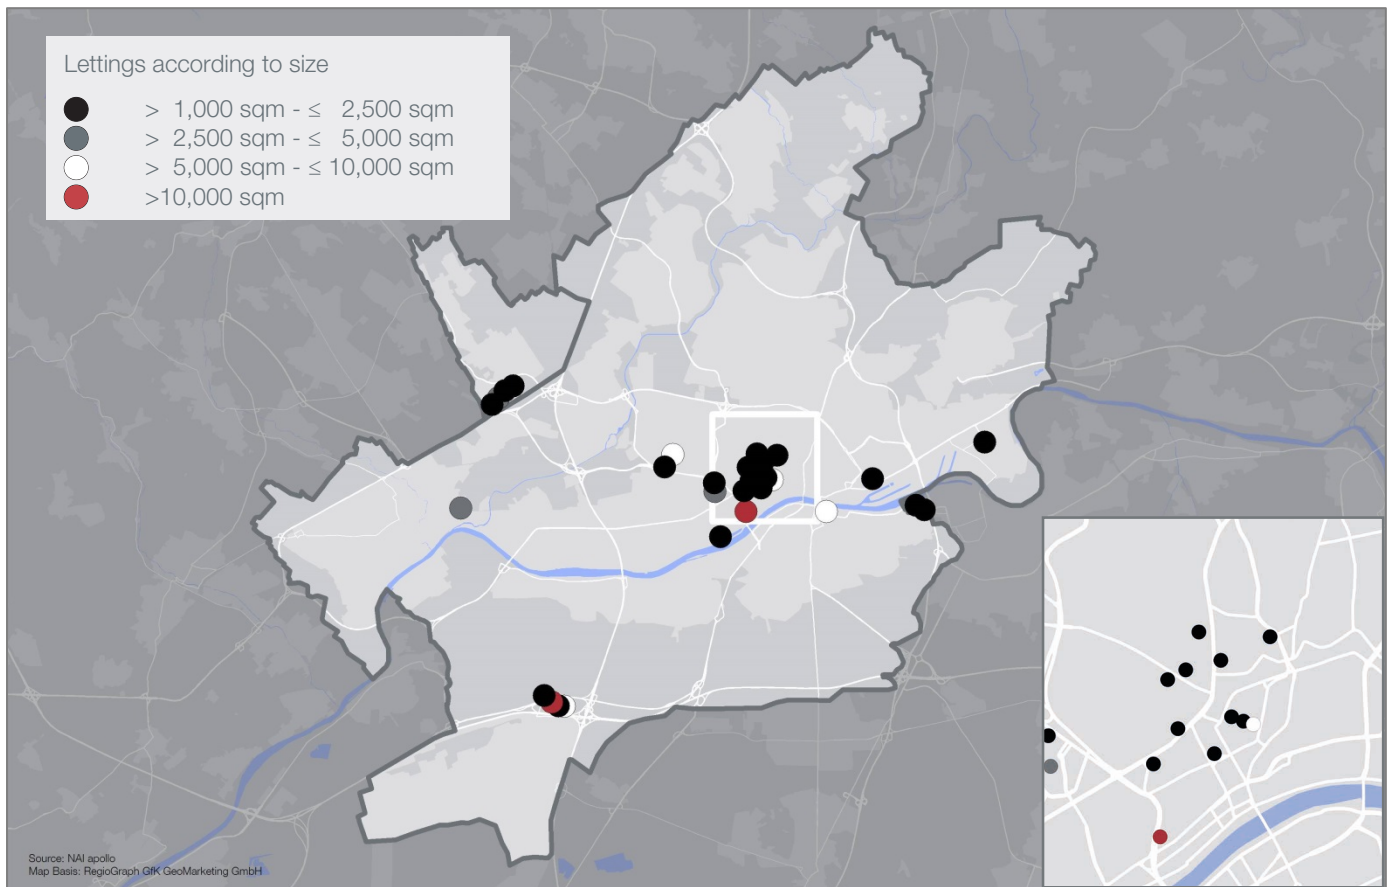 Lettings according to size
> 1,000 sqm - ≤ 2,500 sqm
> 2,500 sqm - ≤ 5,000 sqm
> 5,000 sqm - ≤ 10,000 sqm
>10,000 sqm
Source: NAI apollo
Map Basis: RegioGraph GfK GeoMarketing GmbH